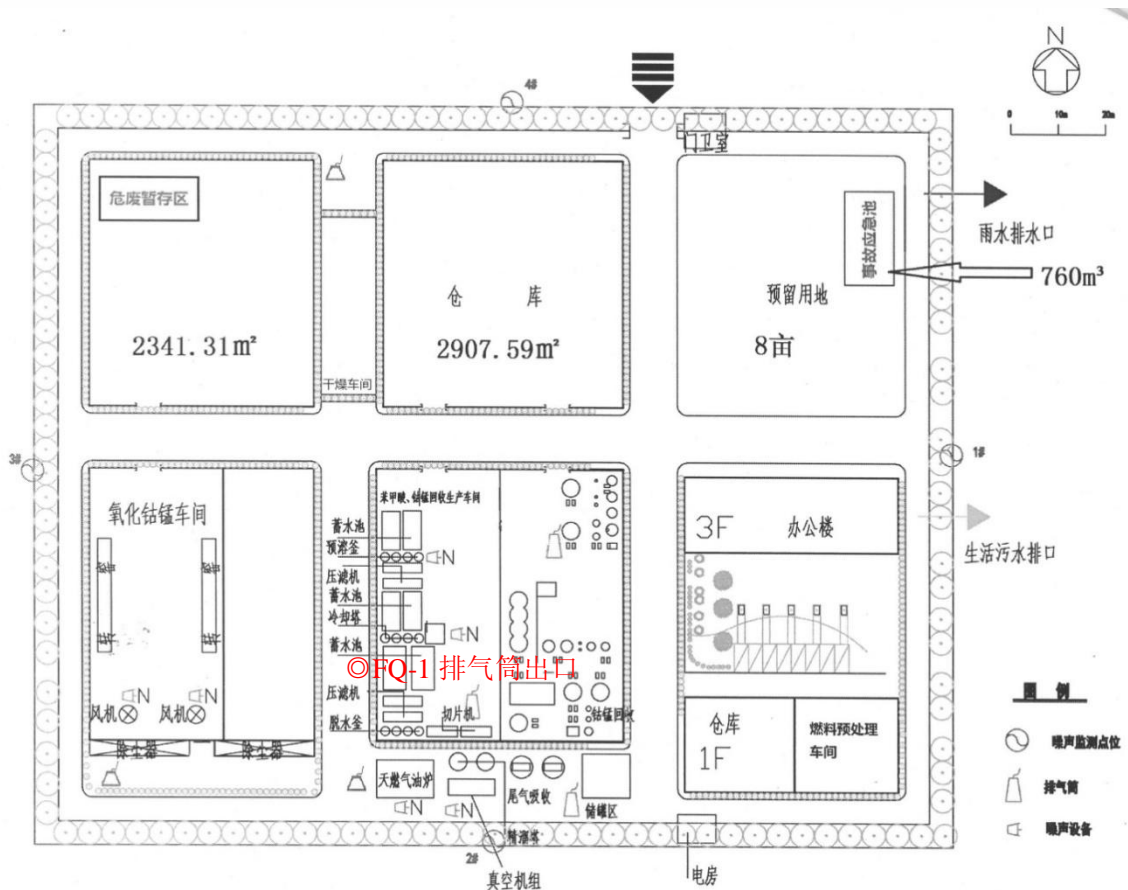 N
0 10m 20m
4#
门卫室
危废暂存区
2341.31m²
仓 库
2907.59m²
干燥车间
事故应急池
预留用地
8亩
雨水排水口
760m³
3#
1#
氧化钴锰车间
风机
N
风机
N
除尘器
除尘器
苯甲酸、钴锰回收生产车间
蓄水池
预溶釜
N
压滤机
蓄水池
冷却塔
N
蓄水池
◎FQ-1 排气筒出口
压滤机
切片机
钴锰回收
脱水釜
3F 办公楼
生活污水排口
仓库
1F
燃料预处理
车间
天燃气油炉
N
N
尾气吸收
储罐区
2#
精溜塔
真空机组
电房
图 例
噪声监测点位
排气筒
噪声设备